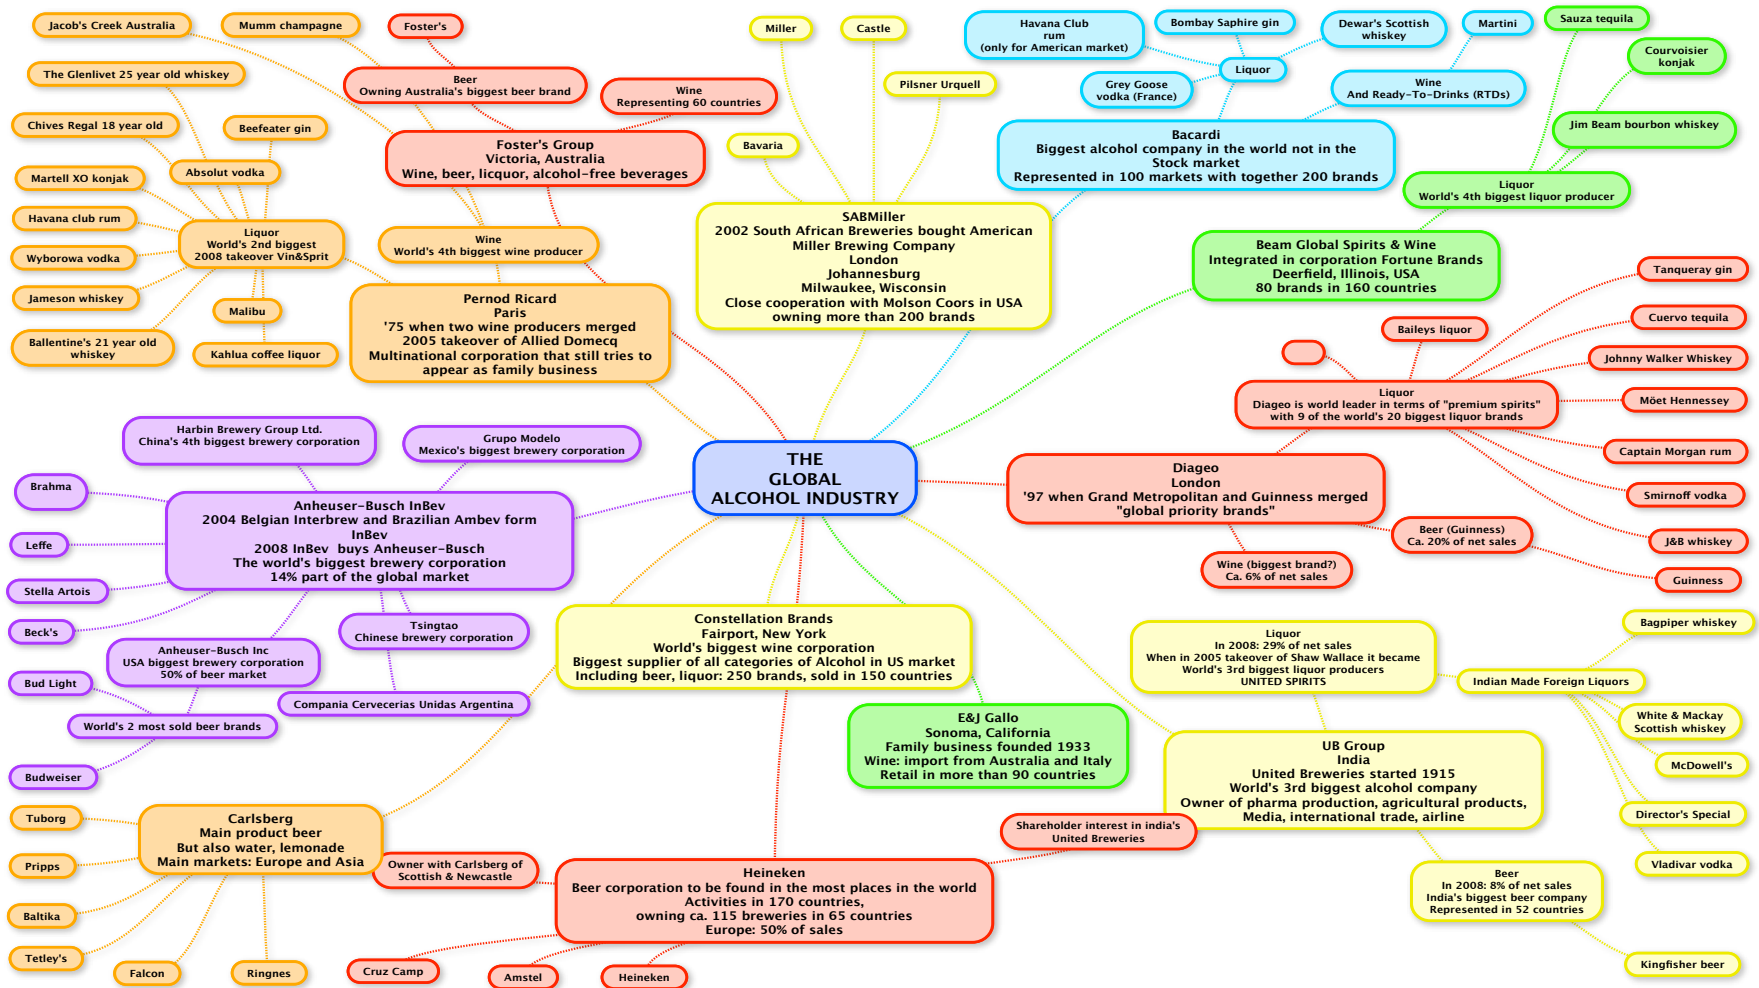 Jacob's Creek Australia
Mumm champagne
Foster's
Miller
Castle
Havana Club
rum
(only for American market)
Bombay Saphire gin
Dewar's Scottish
whiskey
Martini
Sauza tequila
Courvoisier
konjak
The Glenlivet 25 year old whiskey
Beer
Owning Australia's biggest beer brand
Wine
Representing 60 countries
Pilsner Urquell
Liquor
Grey Goose
vodka (France)
Wine
And Ready-To-Drinks (RTDs)
Jim Beam bourbon whiskey
Chives Regal 18 year old
Beefeater gin
Bavaria
Foster's Group
Victoria, Australia
Wine, beer, licquor, alcohol-free beverages
Bacardi
Biggest alcohol company in the world not in the
Stock market
Represented in 100 markets with together 200 brands
Martell XO konjak
Absolut vodka
Liquor
World's 4th biggest liquor producer
Havana club rum
Liquor
World's 2nd biggest
2008 takeover Vin&Sprit
Wine
World's 4th biggest wine producer
SABMiller
2002 South African Breweries bought American
Miller Brewing Company
London
Johannesburg
Milwaukee, Wisconsin
Close cooperation with Molson Coors in USA
owning more than 200 brands
Beam Global Spirits & Wine
Integrated in corporation Fortune Brands
Deerfield, Illinois, USA
80 brands in 160 countries
Wyborowa vodka
Jameson whiskey
Malibu
Ballentine's 21 year old
whiskey
Kahlua coffee liquor
Pernod Ricard
Paris
'75 when two wine producers merged
2005 takeover of Allied Domecq
Multinational corporation that still tries to
appear as family business
Tanqueray gin
Cuervo tequila
Baileys liquor
Johnny Walker Whiskey
Liquor
Diageo is world leader in terms of "premium spirits"
with 9 of the world's 20 biggest liquor brands
Möet Hennessey
Captain Morgan rum
Smirnoff vodka
J&B whiskey
Harbin Brewery Group Ltd.
China's 4th biggest brewery corporation
Grupo Modelo
Mexico's biggest brewery corporation
THE
GLOBAL
ALCOHOL INDUSTRY
Diageo
London
'97 when Grand Metropolitan and Guinness merged
"global priority brands"
Brahma
Anheuser-Busch InBev
2004 Belgian Interbrew and Brazilian Ambev form
InBev
2008 InBev  buys Anheuser-Busch
The world's biggest brewery corporation
14% part of the global market
Leffe
Stella Artois
Beck's
Beer (Guinness)
Ca. 20% of net sales
Wine (biggest brand?)
Ca. 6% of net sales
Guinness
Tsingtao
Chinese brewery corporation
Anheuser-Busch Inc
USA biggest brewery corporation
50% of beer market
Bud Light
Compania Cervecerias Unidas Argentina
World's 2 most sold beer brands
Budweiser
Constellation Brands
Fairport, New York
World's biggest wine corporation
Biggest supplier of all categories of Alcohol in US market
Including beer, liquor: 250 brands, sold in 150 countries
E&J Gallo
Sonoma, California
Family business founded 1933
Wine: import from Australia and Italy
Retail in more than 90 countries
Liquor
In 2008: 29% of net sales
When in 2005 takeover of Shaw Wallace it became
World's 3rd biggest liquor producers
UNITED SPIRITS
Bagpiper whiskey
Indian Made Foreign Liquors
White & Mackay
Scottish whiskey
McDowell's
Director's Special
Vladivar vodka
UB Group
India
United Breweries started 1915
World's 3rd biggest alcohol company
Owner of pharma production, agricultural products,
Media, international trade, airline
Tuborg
Pripps
Baltika
Tetley's
Falcon
Ringnes
Carlsberg
Main product beer
But also water, lemonade
Main markets: Europe and Asia
Owner with Carlsberg of
Scottish & Newcastle
Shareholder interest in india's
United Breweries
Heineken
Beer corporation to be found in the most places in the world
Activities in 170 countries,
owning ca. 115 breweries in 65 countries
Europe: 50% of sales
Cruz Camp
Amstel
Heineken
Beer
In 2008: 8% of net sales
India's biggest beer company
Represented in 52 countries
Kingfisher beer